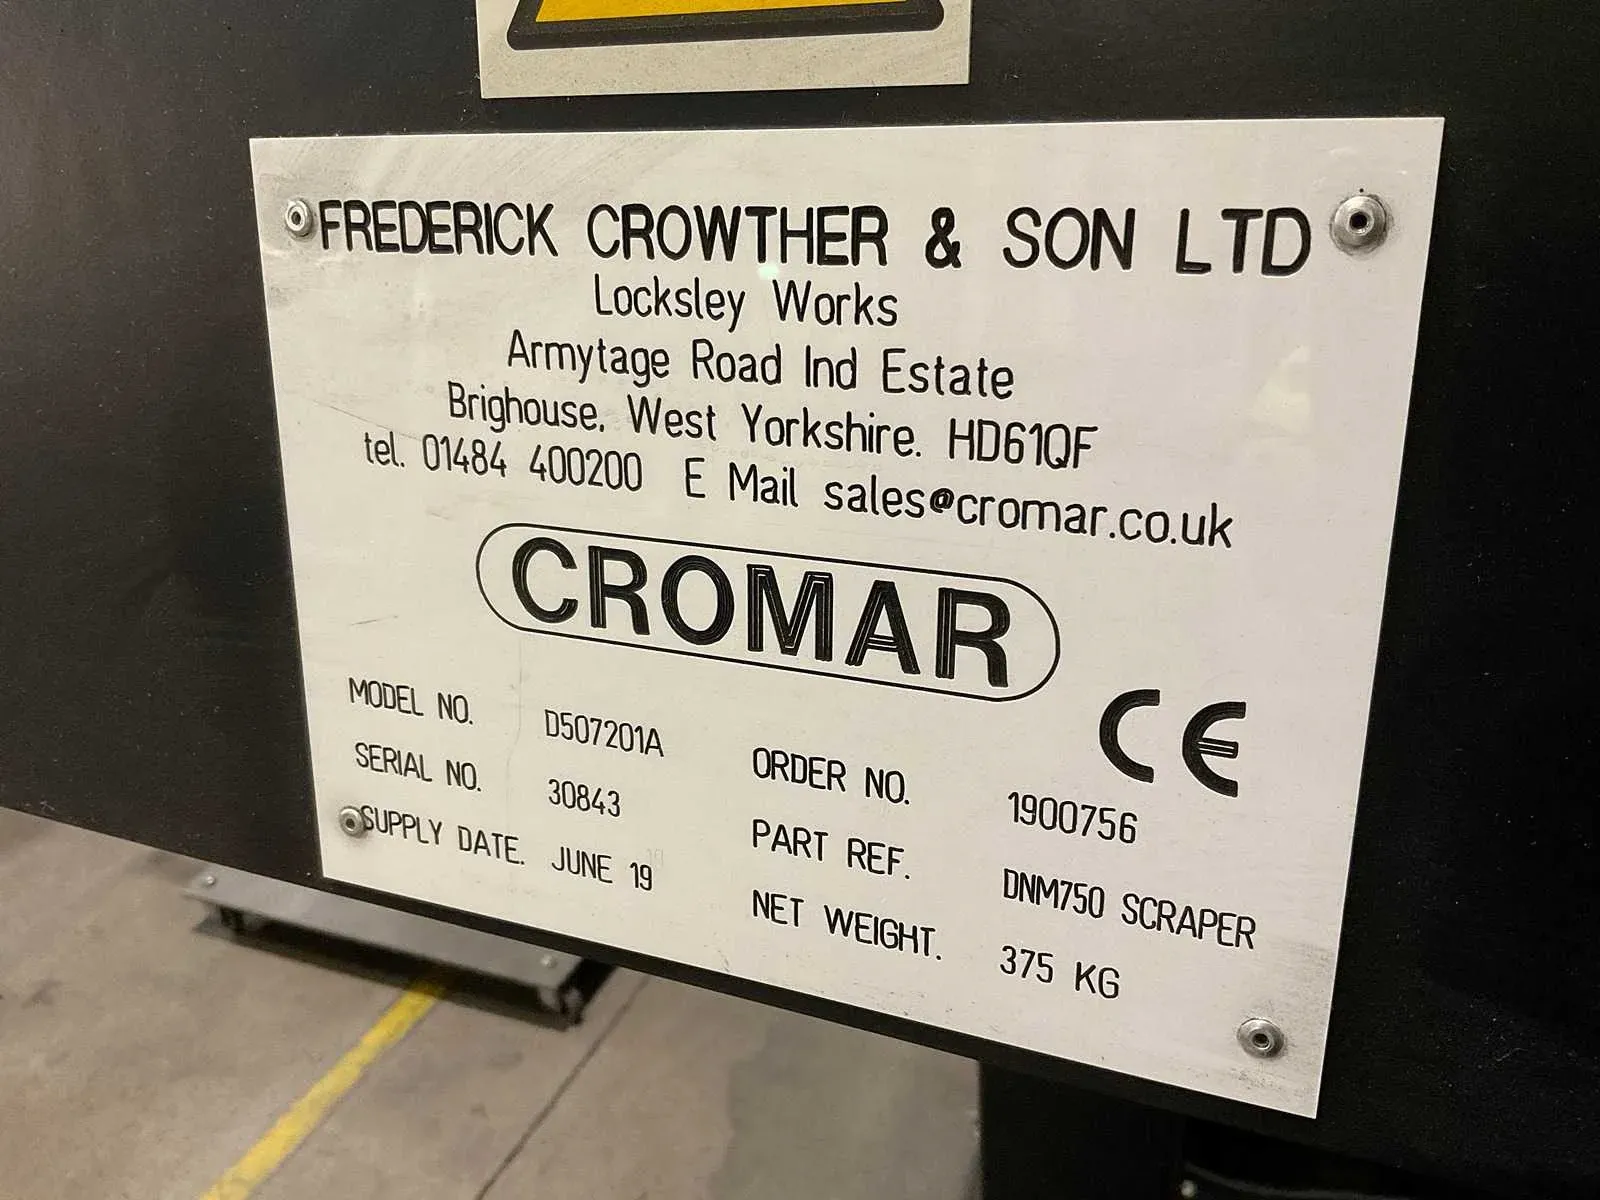 FREDERICK CROWTHER & SON LTD
Locksley Works
Armytage Road Ind Estate
Brighouse. West Yorkshire. HD61QF
tel. 01484 400200 E Mail sales@cromar.co.uk
CROMAR
CE
MODEL NO. D507201A
SERIAL NO. 30843
SUPPLY DATE. JUNE 19
ORDER NO. 1900756
PART REF. DNM750 SCRAPER
NET WEIGHT. 375 KG